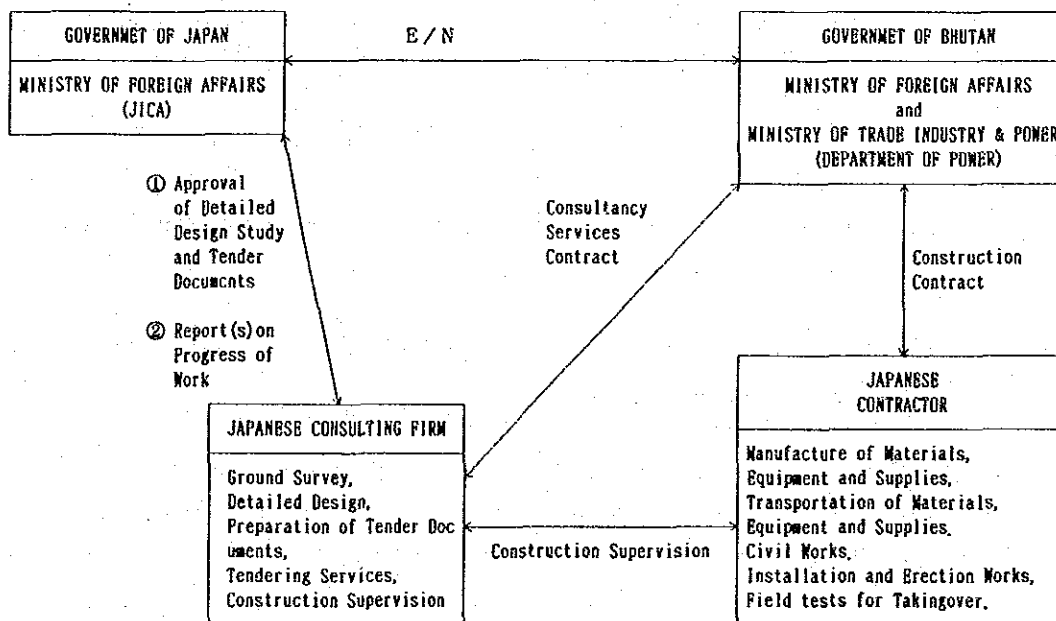 GOVERNMET OF JAPAN
MINISTRY OF FOREIGN AFFAIRS
(JICA)
E/N
GOVERNMET OF BHUTAN
MINISTRY OF FOREIGN AFFAIRS
and
MINISTRY OF TRADE INDUSTRY & POWER
(DEPARTMENT OF POWER)
① Approval
of Detailed
Design Study
and Tender
Documents
② Report(s) on
Progress of
Work
Consultancy
Services
Contract
Construction
Contract
JAPANESE CONSULTING FIRM
Ground Survey,
Detailed Design,
Preparation of Tender Doc
uments,
Tendering Services,
Construction Supervision
Construction Supervision
JAPANESE
CONTRACTOR
Manufacture of Materials,
Equipment and Supplies,
Transportation of Materials,
Equipment and Supplies.
Civil Works,
Installation and Erection Works,
Field tests for Takingover.